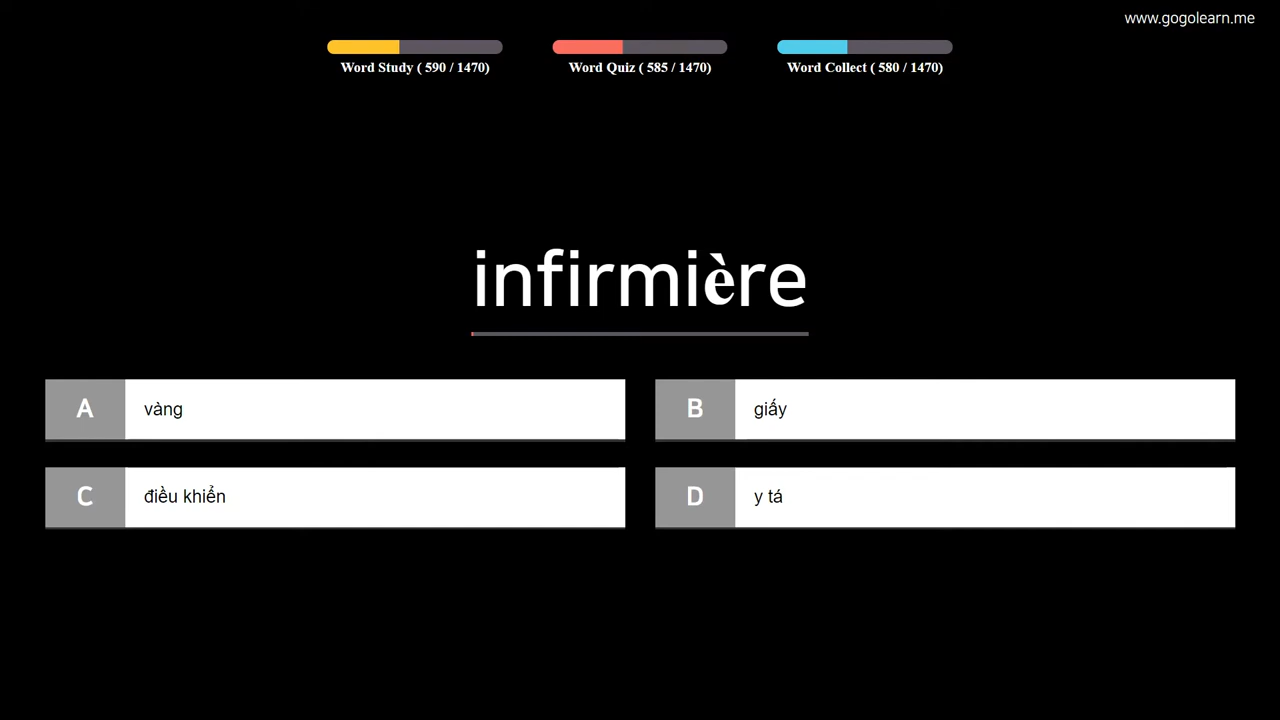 www.gogolearn.me
Word Study ( 590 / 1470)
Word Quiz ( 585 / 1470)
Word Collect ( 580 / 1470)
infirmière
A vàng
B giấy
C điều khiển
D y tá